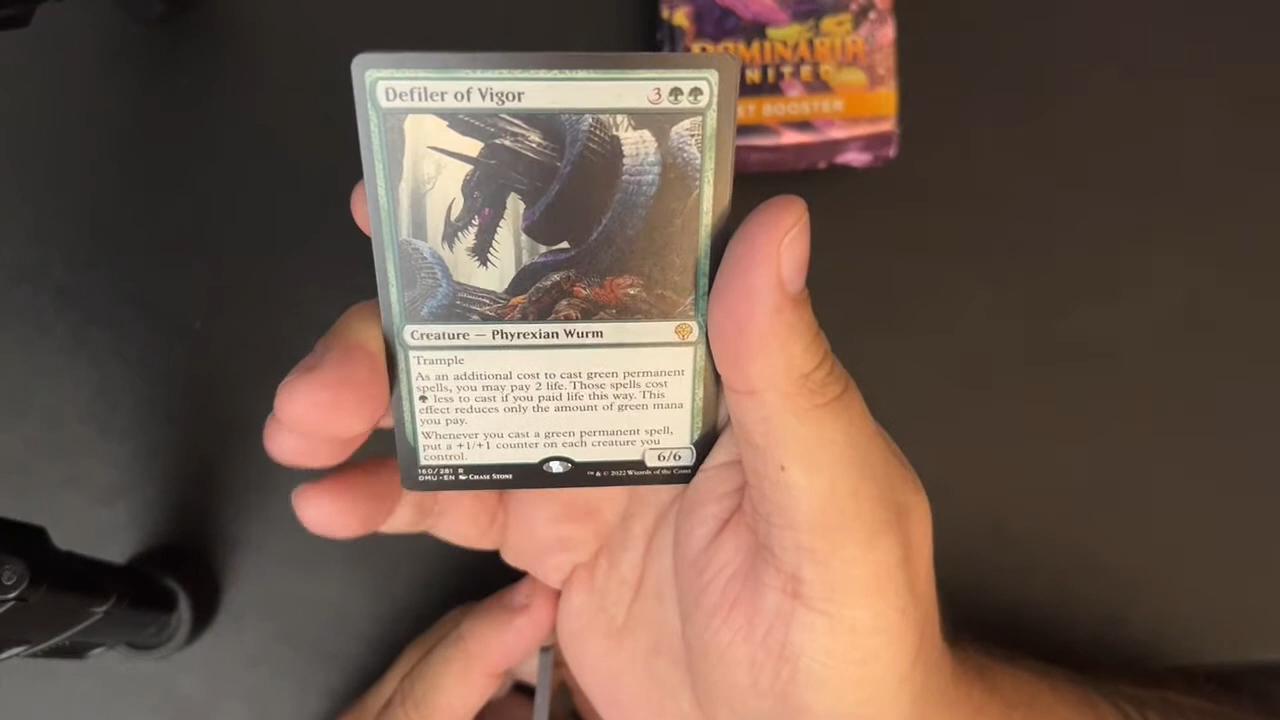 DOMINARIA
UNITED
BOOSTER
Defiler of Vigor
3
Creature — Phyrexian Wurm
Trample
As an additional cost to cast green permanent
spells, you may pay 2 life. Those spells cost
less to cast if you paid life this way. This
effect reduces only the amount of green mana
you pay.
Whenever you cast a green permanent spell,
put a +1/+1 counter on each creature you
control.
6/6
160/281 R
DMU • EN Chase Stone
™ & © 2022 Wizards of the Coast